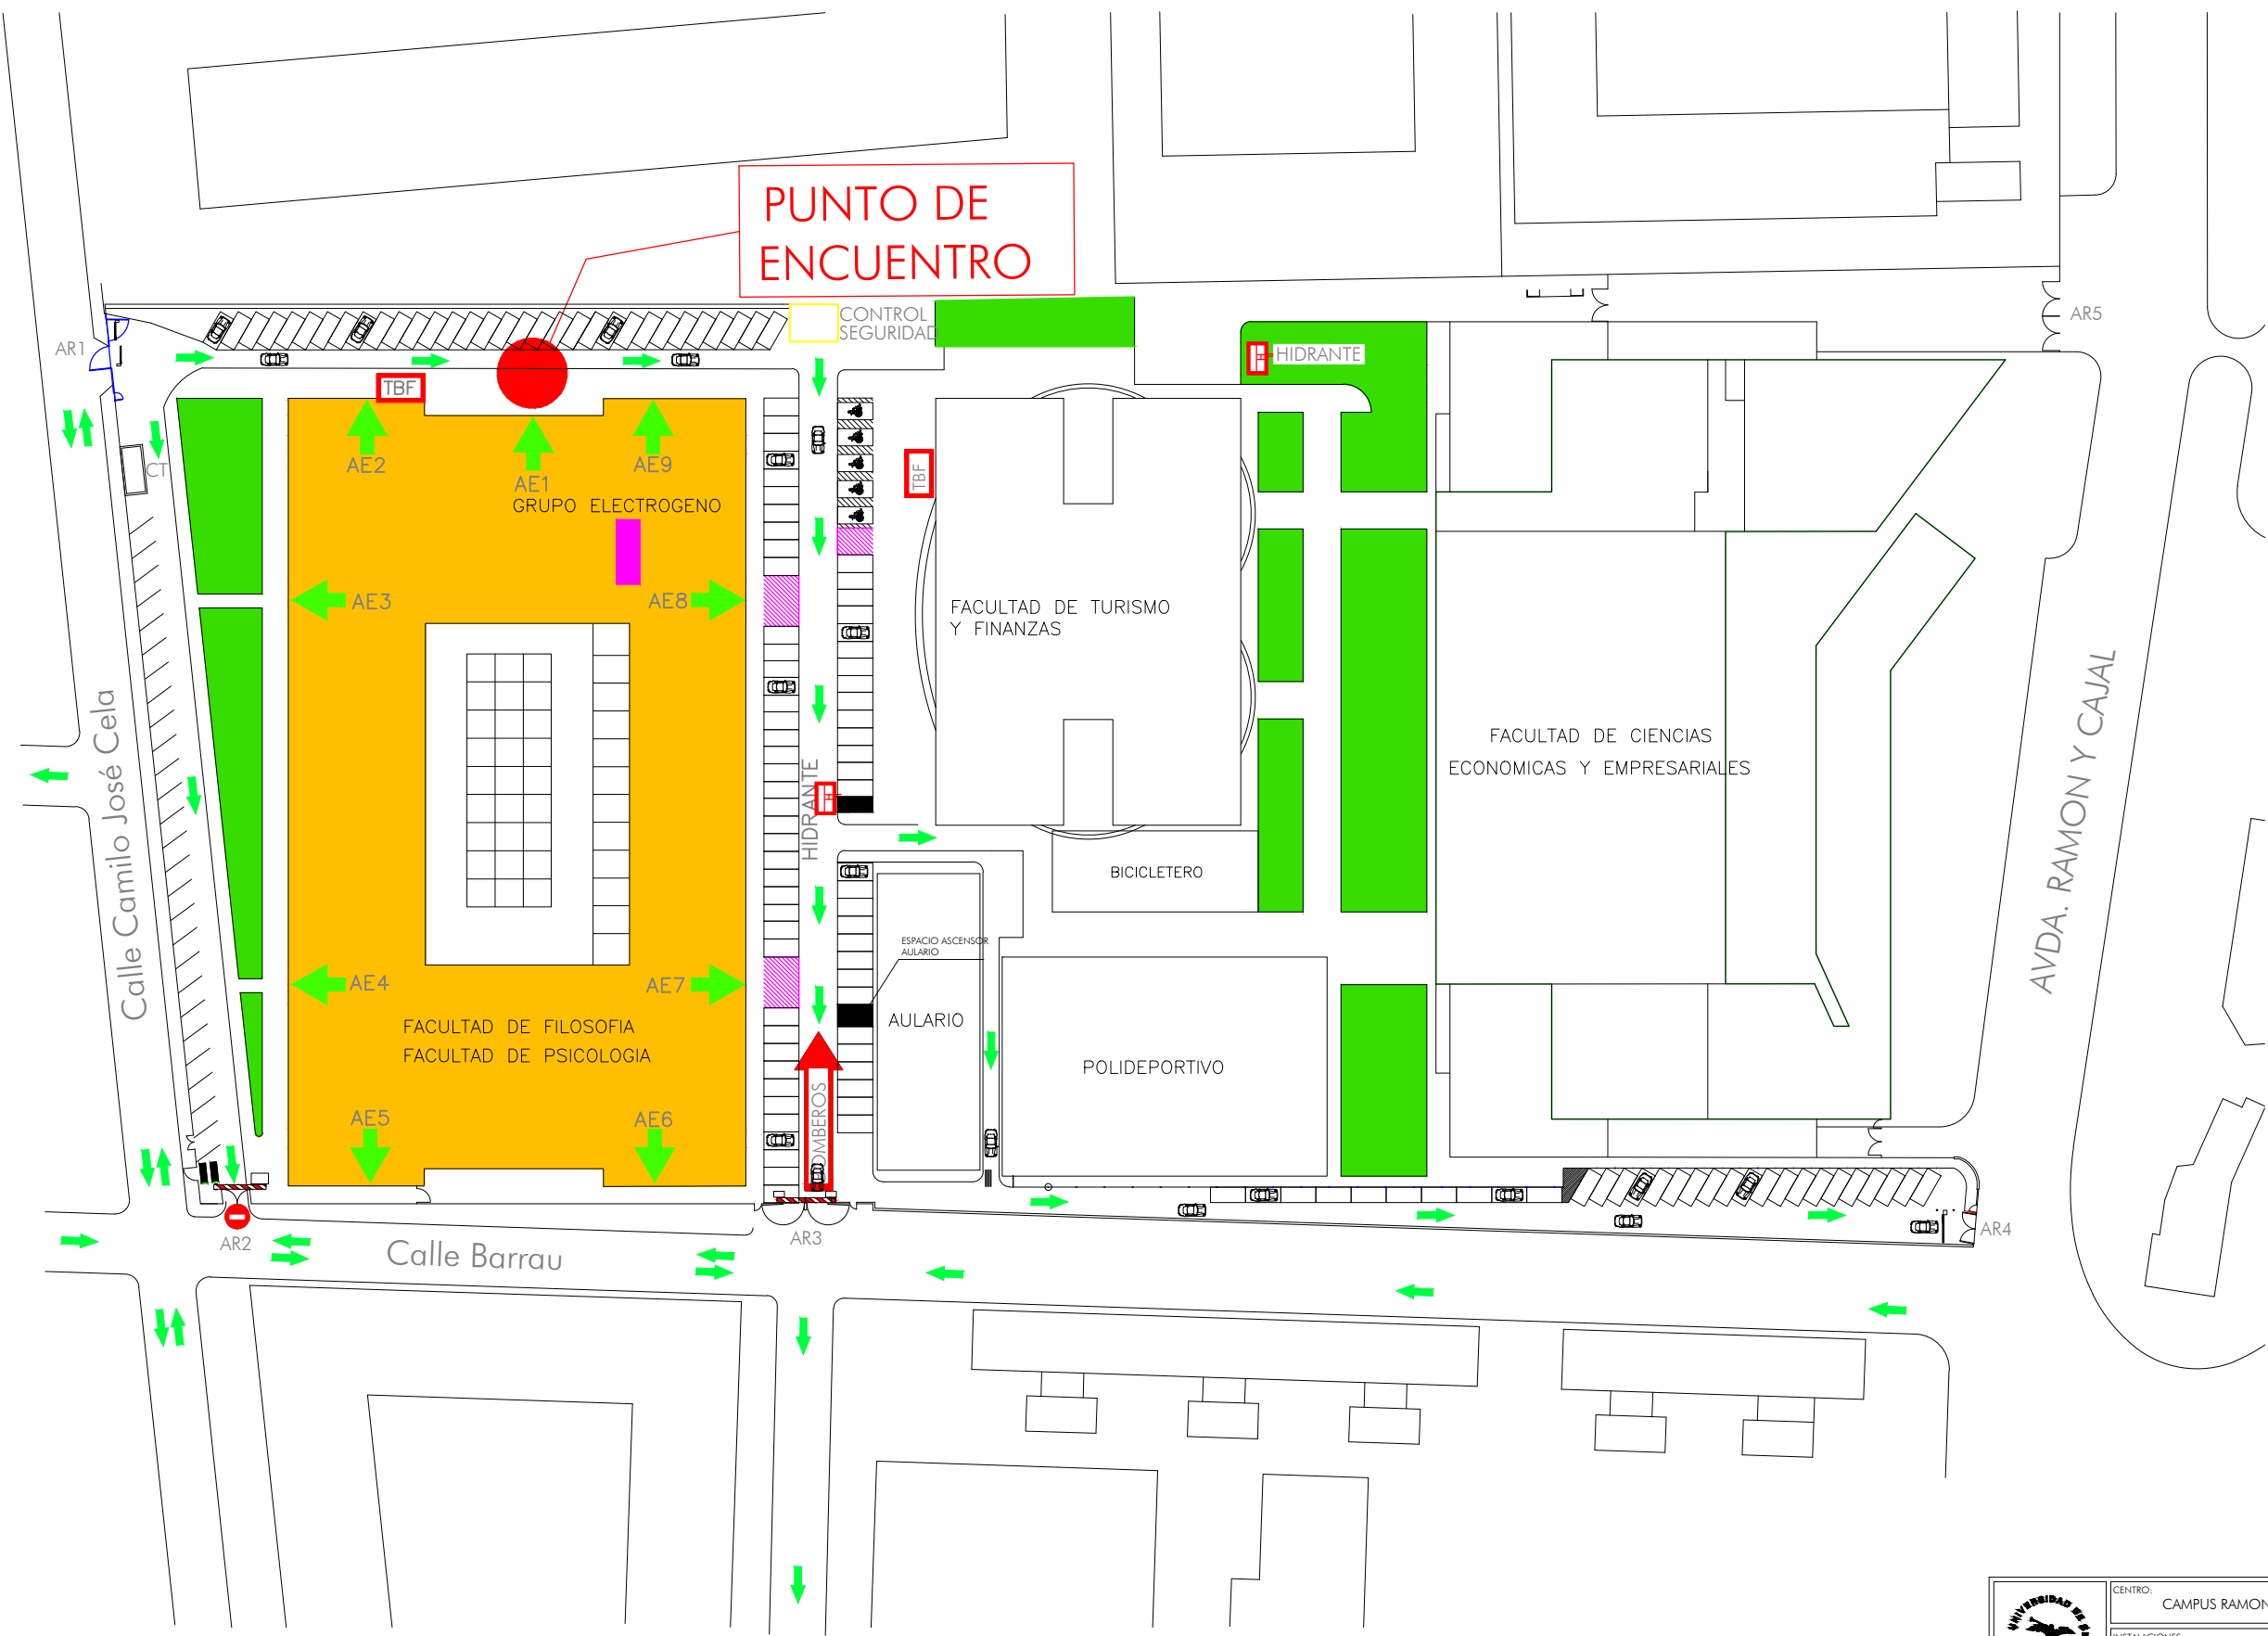 PUNTO DE
ENCUENTRO
CONTROL
SEGURIDAD
AR1
AR5
HIDRANTE
TBF
AE2
AE1
AE9
CT
GRUPO ELECTROGENO
TBF
AE3
AE8
FACULTAD DE TURISMO
Y FINANZAS
Calle Camilo José Cela
AVDA. RAMON Y CAJAL
FACULTAD DE CIENCIAS
ECONOMICAS Y EMPRESARIALES
HIDRANTE
H
H
BICICLETERO
ESPACIO ASCENSOR
AULARIO
AE4
AE7
FACULTAD DE FILOSOFIA
FACULTAD DE PSICOLOGIA
AULARIO
POLIDEPORTIVO
AE5
AE6
OMBEROS
AR2
AR3
AR4
Calle Barrau
CENTRO:
CAMPUS RAMON
UNIVERSIDAD DE